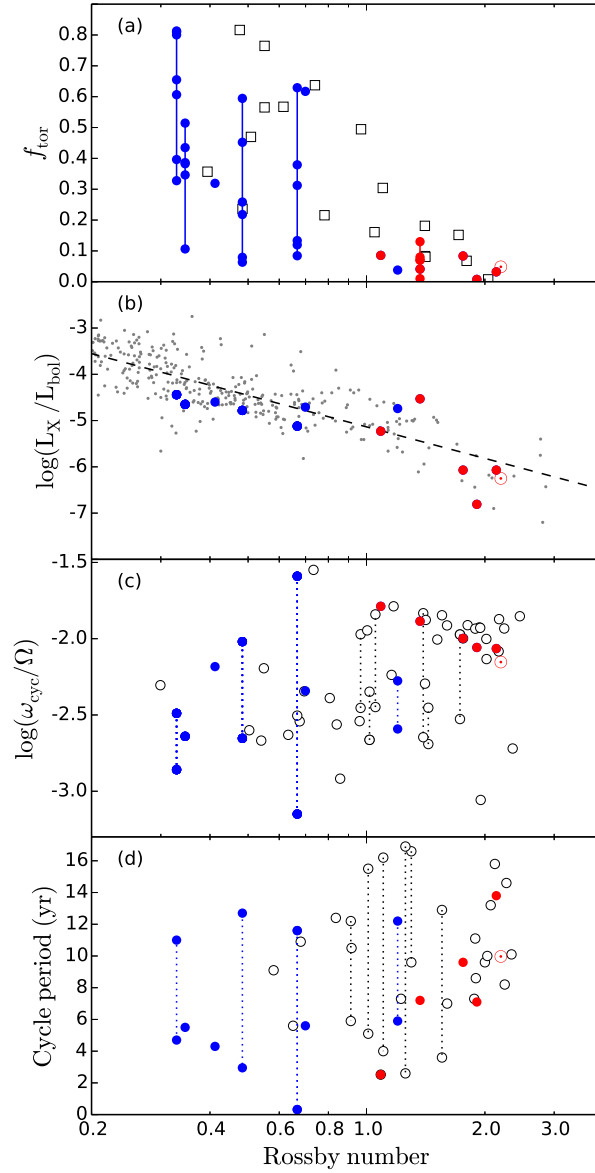 (a)
0.8
0.7
0.6
0.5
0.4
0.3
0.2
0.1
0.0
f_tor
(b)
-3
-4
-5
-6
-7
log(L_X/L_bol)
(c)
-1.5
-2.0
-2.5
-3.0
log(ω_cyc/Ω)
(d)
16
14
12
10
8
6
4
2
0
Cycle period (yr)
0.2 0.4 0.6 0.8 1.0 2.0 3.0
Rossby number